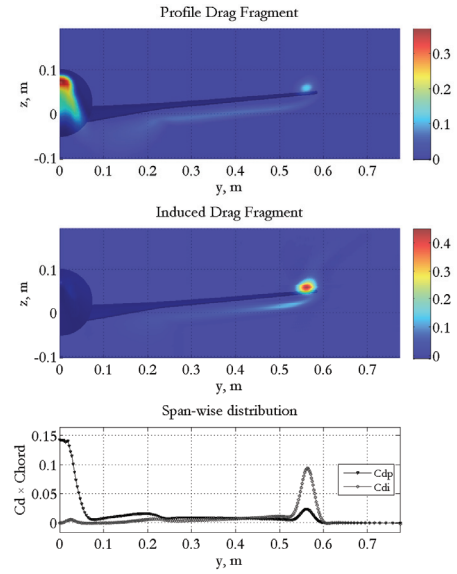 Profile Drag Fragment
z, m
0.1
0
-0.1
0 0.1 0.2 0.3 0.4 0.5 0.6 0.7
y, m
0.3
0.2
0.1
0
Induced Drag Fragment
z, m
0.1
0
-0.1
0 0.1 0.2 0.3 0.4 0.5 0.6 0.7
y, m
0.4
0.2
0
Span-wise distribution
Cd × Chord
0.15
0.1
0.05
0
0 0.1 0.2 0.3 0.4 0.5 0.6 0.7
y, m
Cdp
Cdi